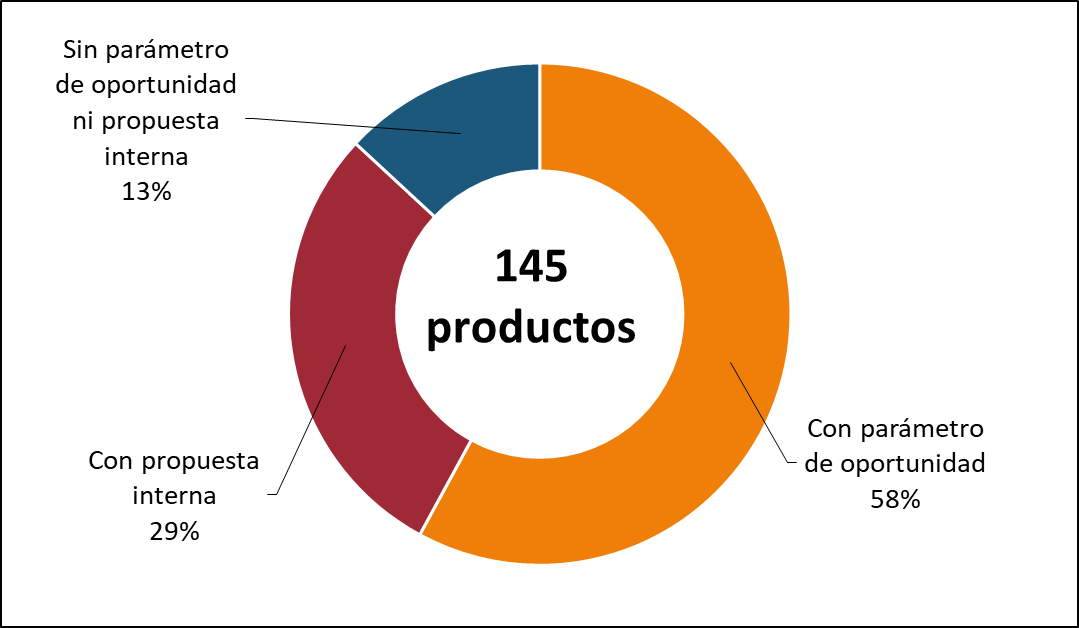 Sin parámetro
de oportunidad
ni propuesta
interna
13%
145
productos
Con parámetro
de oportunidad
58%
Con propuesta
interna
29%